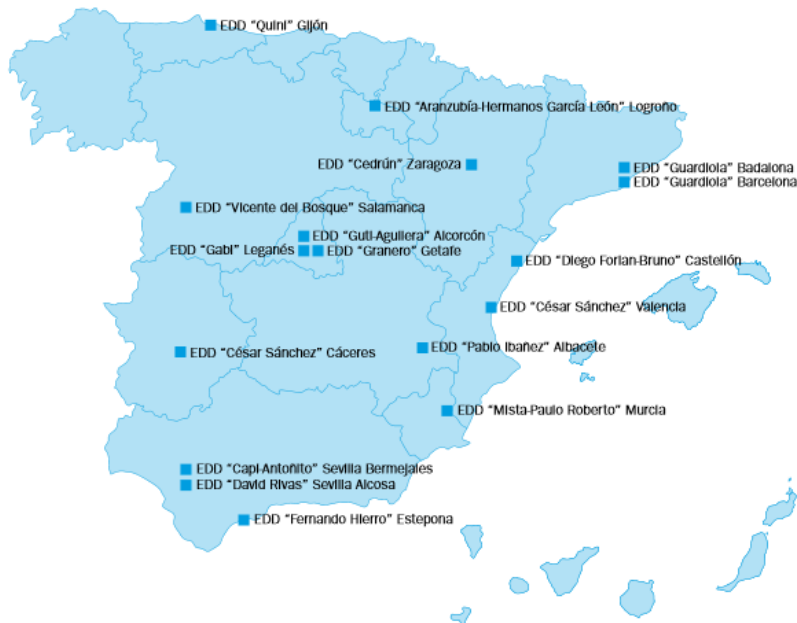 EDD “Quini” Gijón
EDD “Aranzubía-Hermanos García León” Logroño
EDD “Cedrún” Zaragoza
EDD “Guardiola” Badalona
EDD “Guardiola” Barcelona
EDD “Vicente del Bosque” Salamanca
EDD “Guti-Aguilera” Alcorcón
EDD “Gabi” Leganés
EDD “Granero” Getafe
EDD “Diego Forlan-Bruno” Castellón
EDD “César Sánchez” Valencia
EDD “Pablo Ibañez” Albacete
EDD “César Sánchez” Cáceres
EDD “Mista-Paulo Roberto” Murcia
EDD “Capi-Antoñito” Sevilla Bermejales
EDD “David Rivas” Sevilla Alcosa
EDD “Fernando Hierro” Estepona